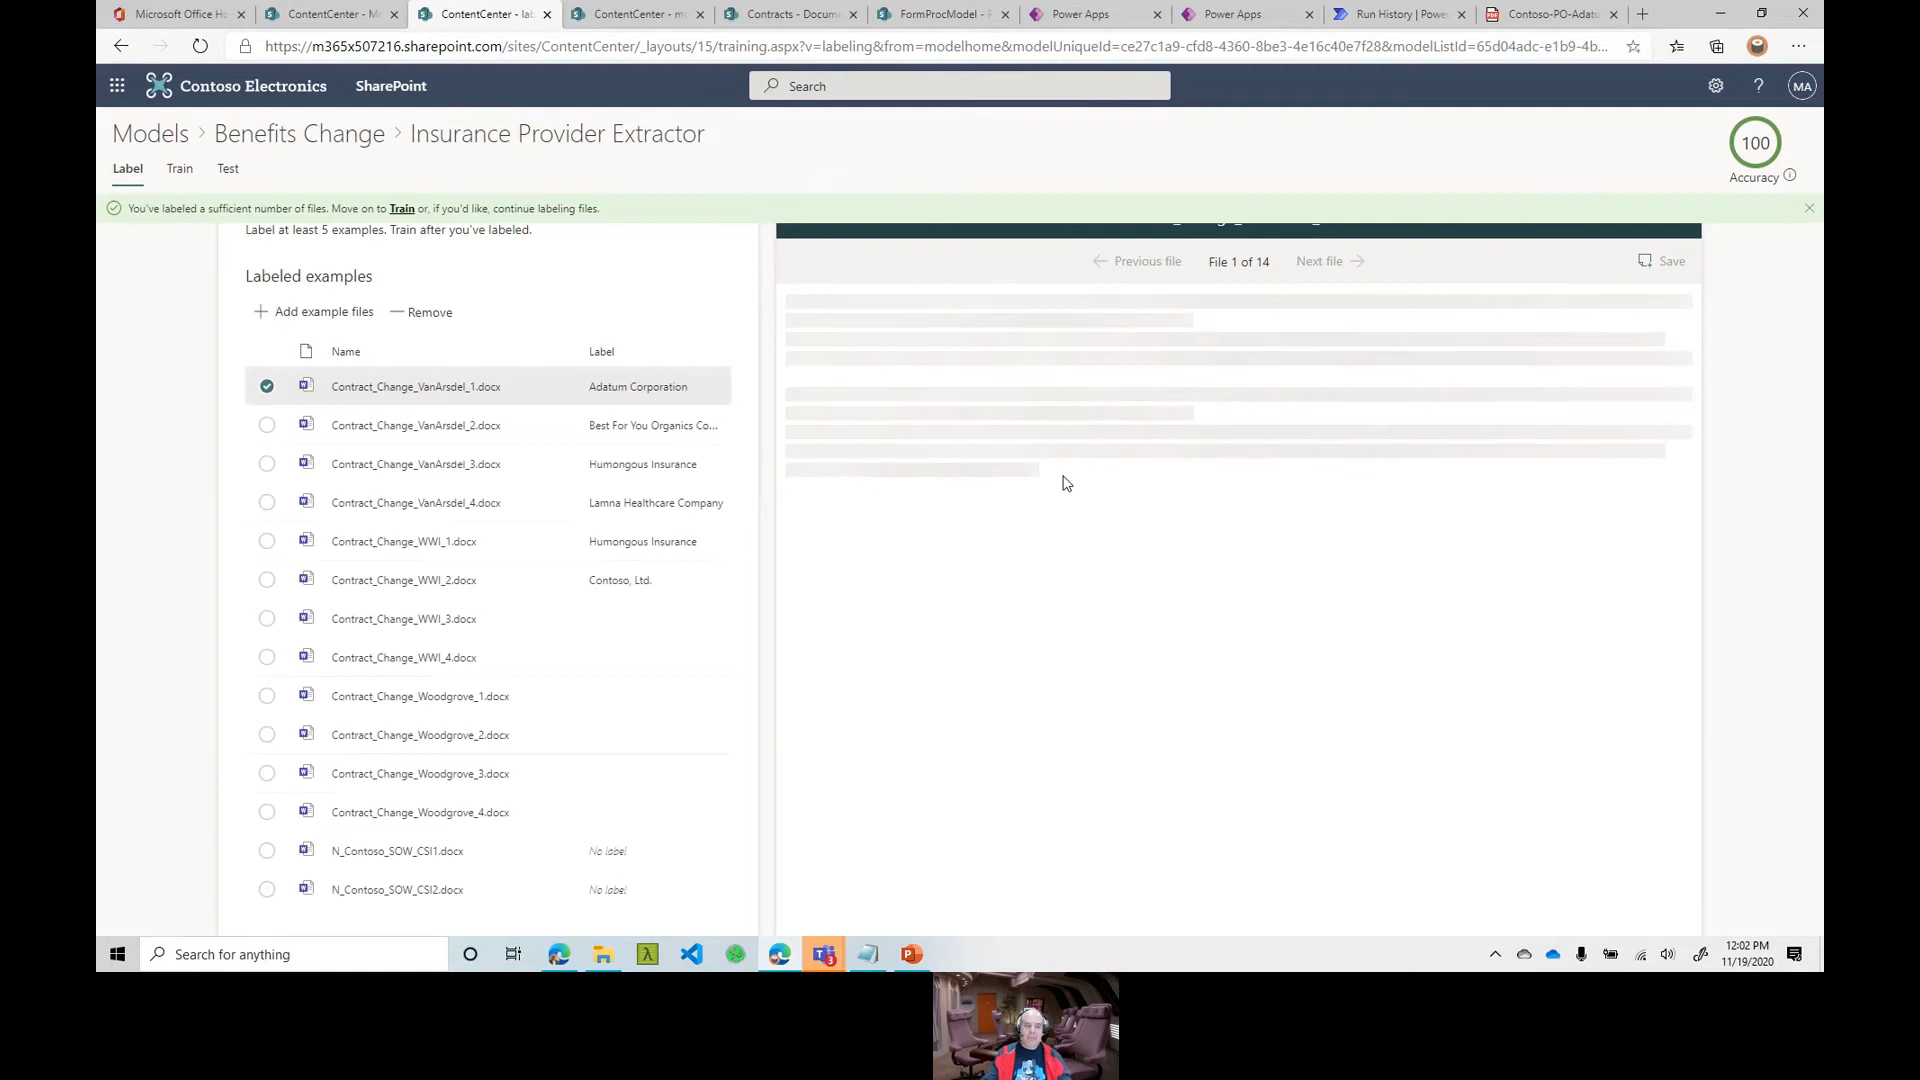 Microsoft Office Ho
ContentCenter - M
ContentCenter - lab
ContentCenter - m
Contracts - Docum
FormProcModel - P
Power Apps
Power Apps
Run History | Powe
Contoso-PO-Adatu
https://m365x507216.sharepoint.com/sites/ContentCenter/_layouts/15/training.aspx?v=labeling&from=modelhome&modelUniqueId=ce27c1a9-cfd8-4360-8be3-4e16c40e7f28&modelListId=65d04adc-e1b9-4b...
Contoso Electronics
SharePoint
Search
MA
Models > Benefits Change > Insurance Provider Extractor
100
Accuracy
Label
Train
Test
You've labeled a sufficient number of files. Move on to Train or, if you'd like, continue labeling files.
Label at least 5 examples. Train after you've labeled.
Previous file
File 1 of 14
Next file
Save
Labeled examples
Add example files
Remove
Name Label
Contract_Change_VanArsdel_1.docx Adatum Corporation
Contract_Change_VanArsdel_2.docx Best For You Organics Co...
Contract_Change_VanArsdel_3.docx Humongous Insurance
Contract_Change_VanArsdel_4.docx Lamna Healthcare Company
Contract_Change_WWI_1.docx Humongous Insurance
Contract_Change_WWI_2.docx Contoso, Ltd.
Contract_Change_WWI_3.docx
Contract_Change_WWI_4.docx
Contract_Change_Woodgrove_1.docx
Contract_Change_Woodgrove_2.docx
Contract_Change_Woodgrove_3.docx
Contract_Change_Woodgrove_4.docx
N_Contoso_SOW_CSI1.docx No label
N_Contoso_SOW_CSI2.docx No label
Search for anything
3
12:02 PM
11/19/2020